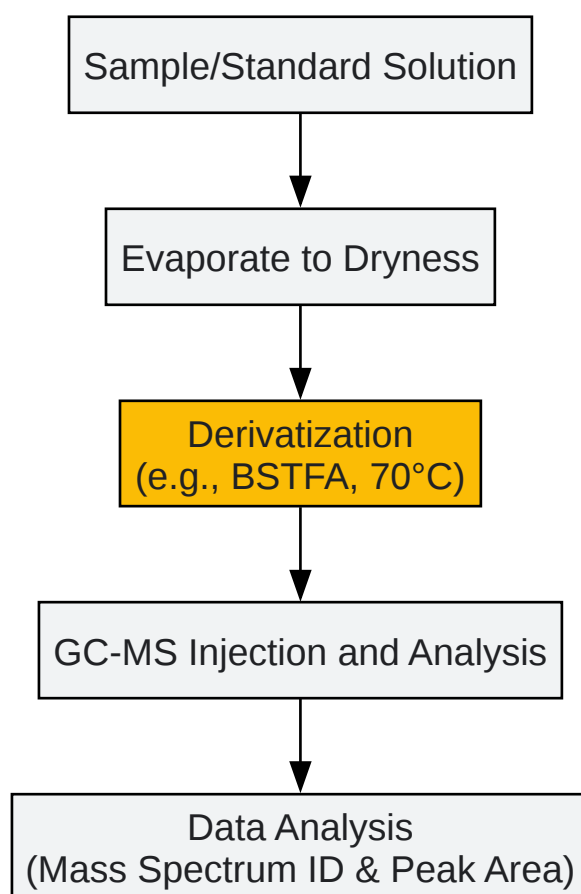 Sample/Standard Solution
Evaporate to Dryness
Derivatization
(e.g., BSTFA, 70°C)
GC-MS Injection and Analysis
Data Analysis
(Mass Spectrum ID & Peak Area)